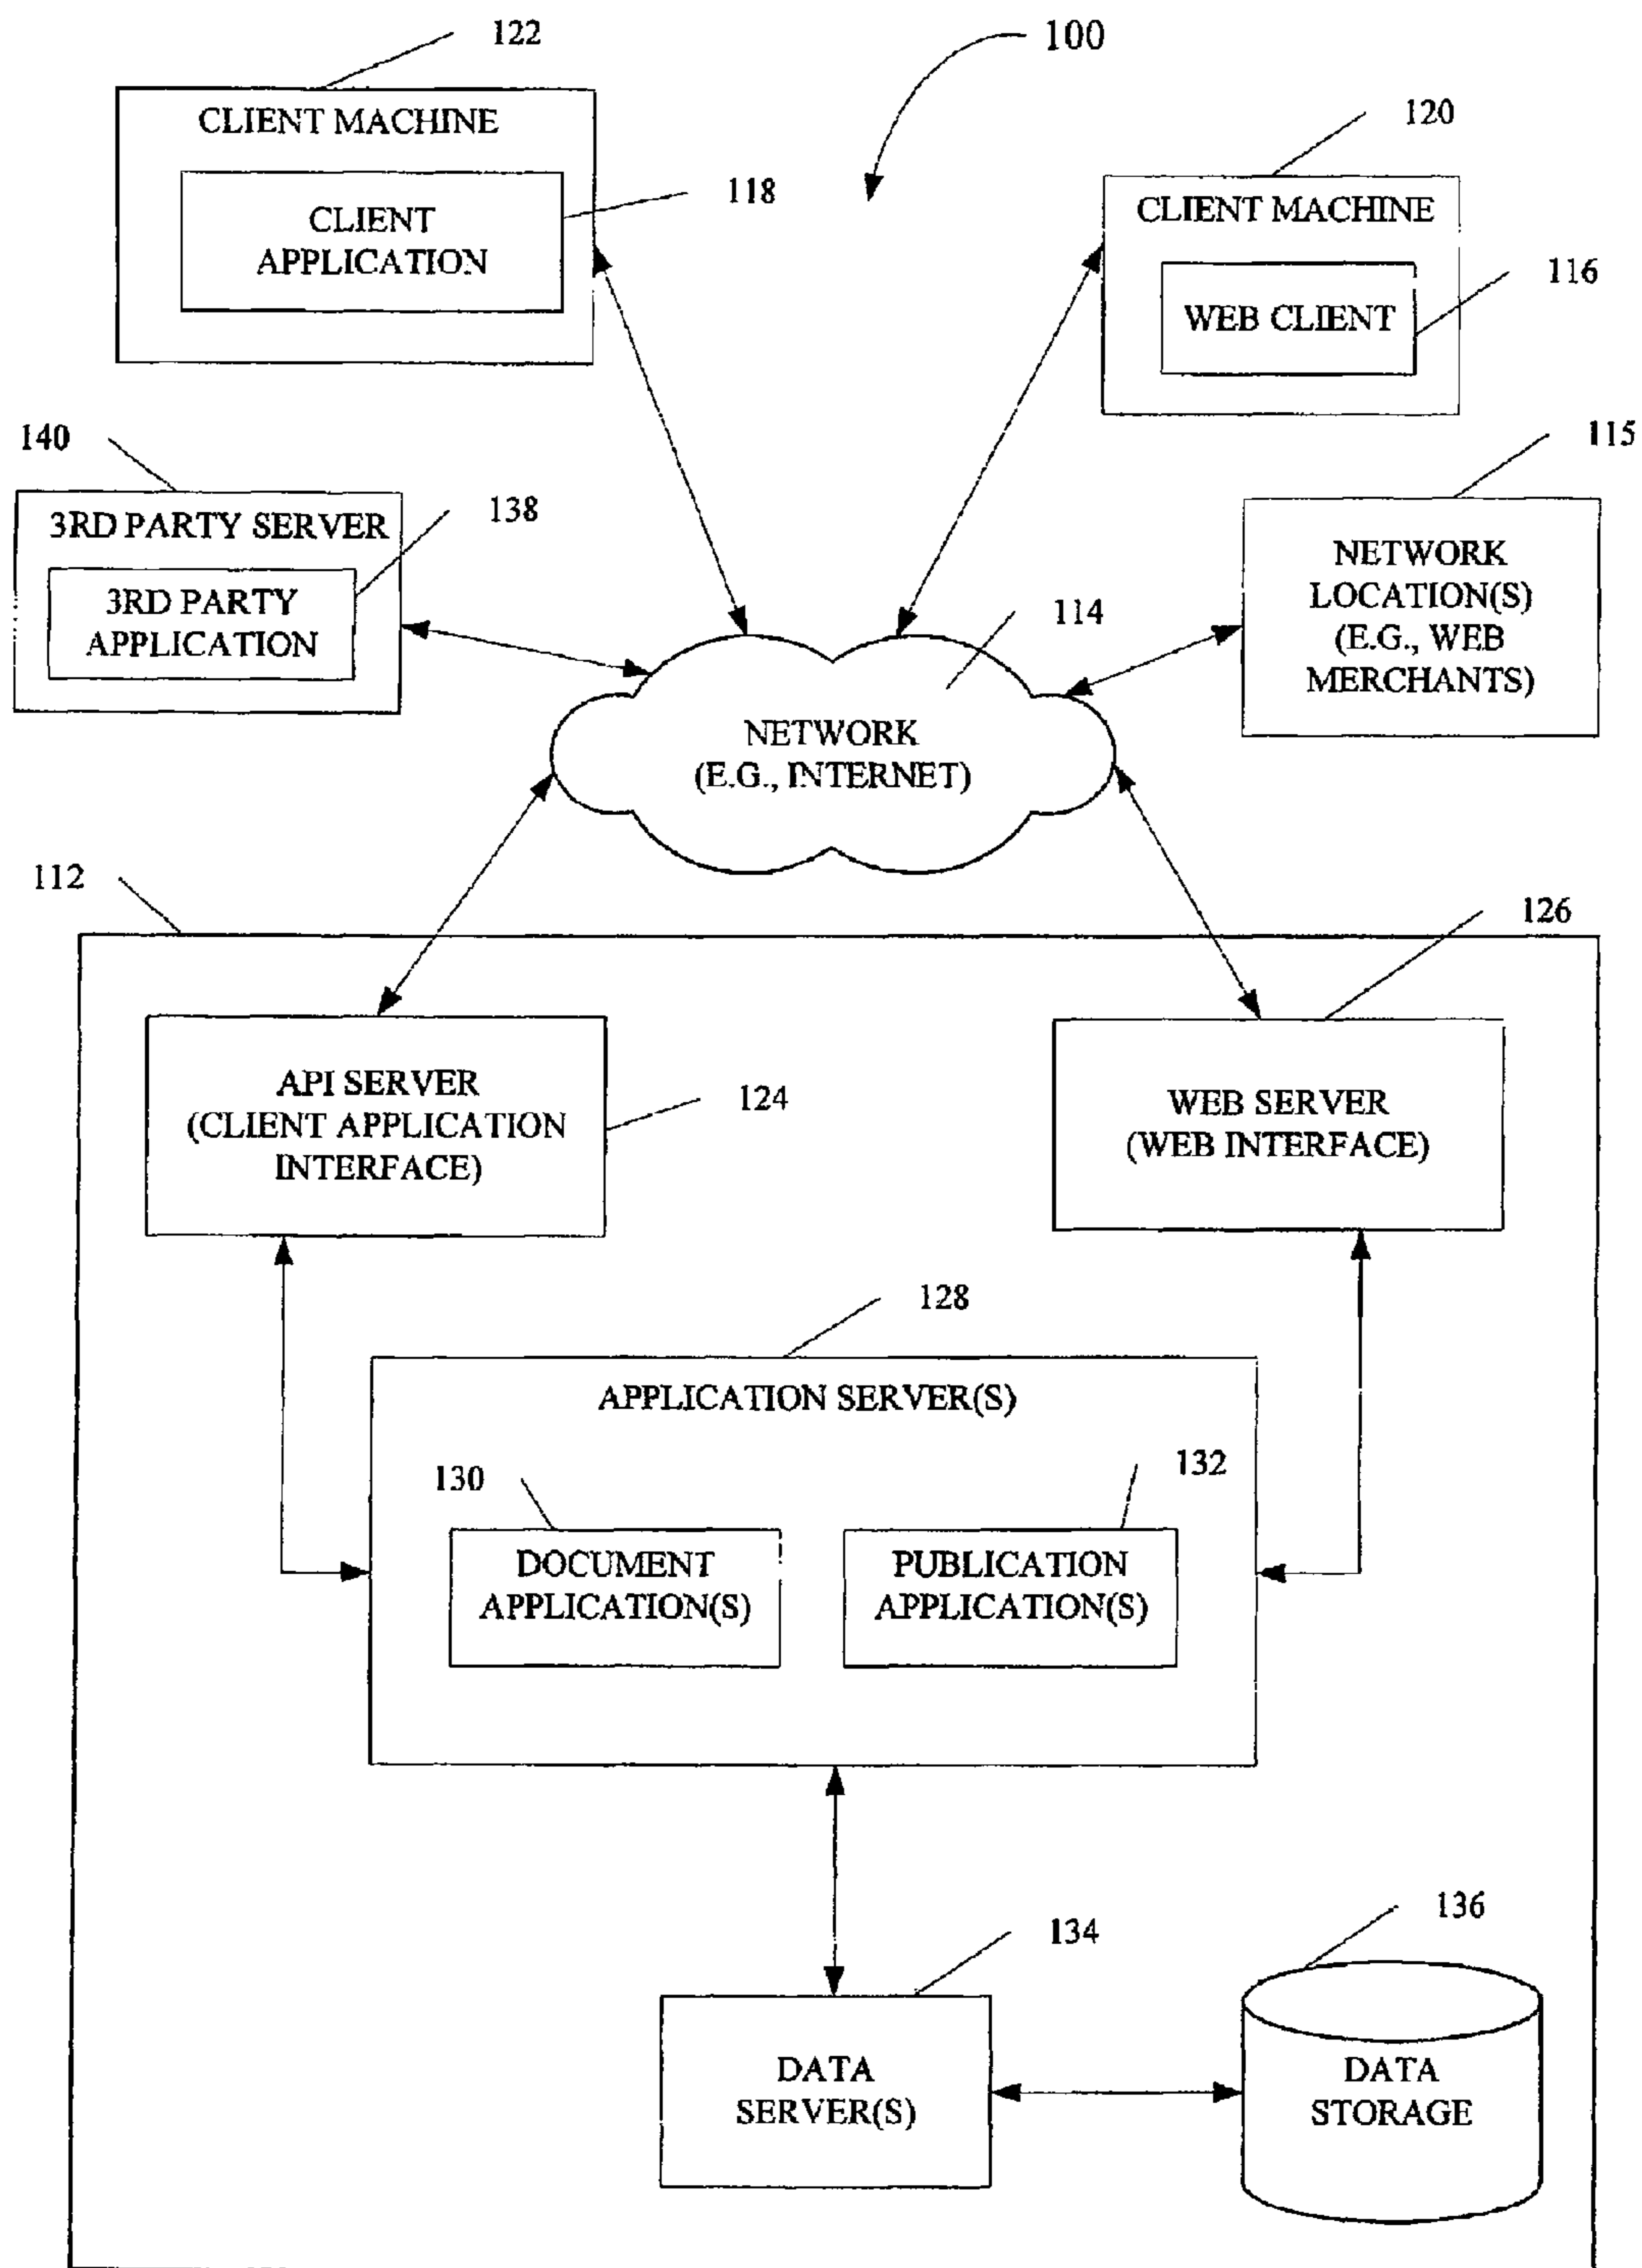 122
100
CLIENT MACHINE
120
118
CLIENT
APPLICATION
CLIENT MACHINE
116
WEB CLIENT
140
115
3RD PARTY SERVER
138
3RD PARTY
APPLICATION
NETWORK
LOCATION(S)
(E.G., WEB
MERCHANTS)
114
NETWORK
(E.G., INTERNET)
112
126
API SERVER
(CLIENT APPLICATION
INTERFACE)
124
WEB SERVER
(WEB INTERFACE)
128
APPLICATION SERVER(S)
130
132
DOCUMENT
APPLICATION(S)
PUBLICATION
APPLICATION(S)
134
136
DATA
SERVER(S)
DATA
STORAGE